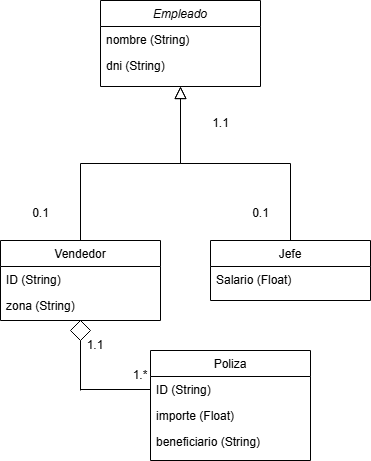 Empleado
nombre (String)
dni (String)
1.1
0.1
0.1
Vendedor
ID (String)
zona (String)
Jefe
Salario (Float)
1.1
1.*
Poliza
ID (String)
importe (Float)
beneficiario (String)